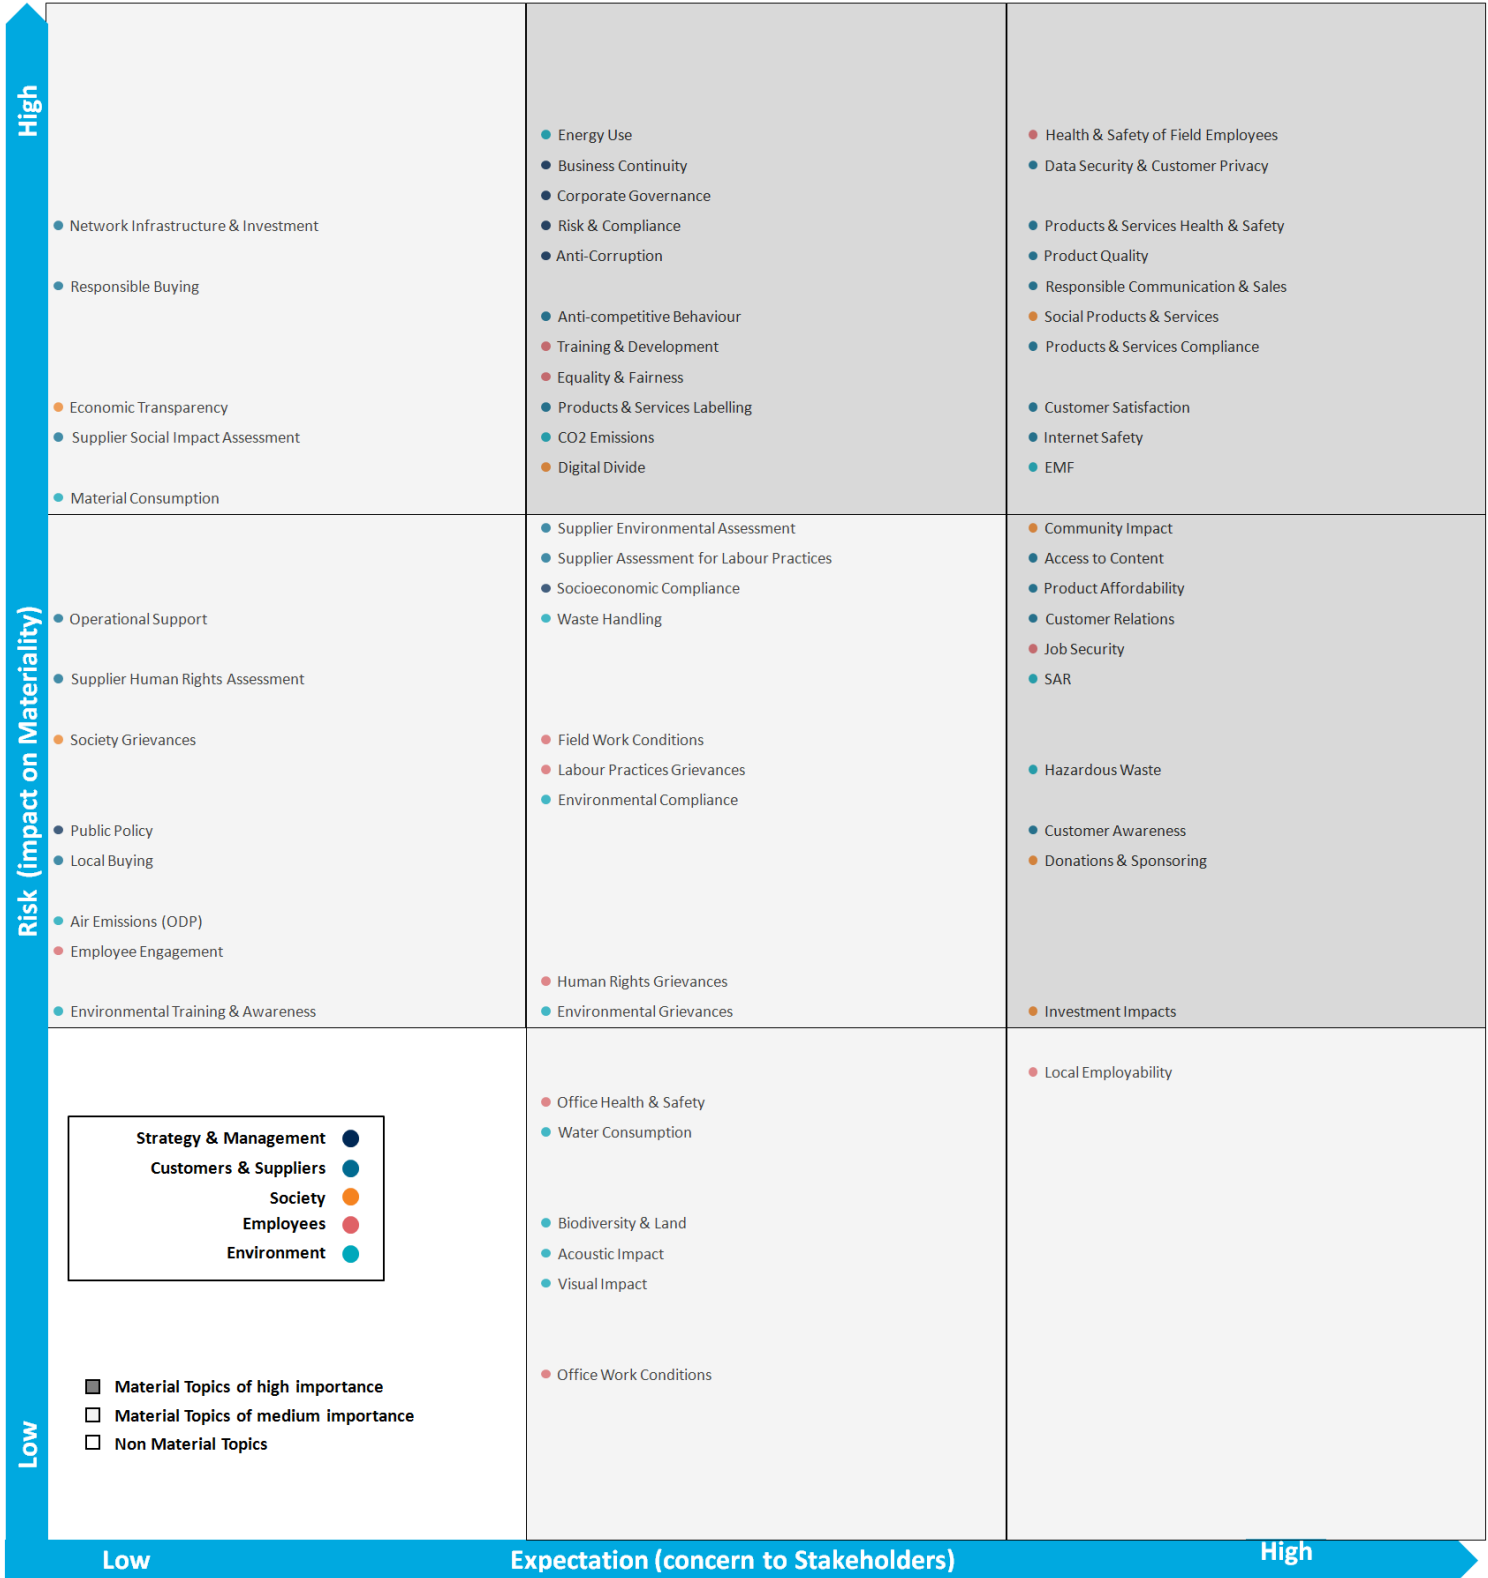 High
Risk (impact on Materiality)
Low
Network Infrastructure & Investment
Responsible Buying
Economic Transparency
Supplier Social Impact Assessment
Material Consumption
Energy Use
Business Continuity
Corporate Governance
Risk & Compliance
Anti-Corruption
Anti-competitive Behaviour
Training & Development
Equality & Fairness
Products & Services Labelling
CO2 Emissions
Digital Divide
Health & Safety of Field Employees
Data Security & Customer Privacy
Products & Services Health & Safety
Product Quality
Responsible Communication & Sales
Social Products & Services
Products & Services Compliance
Customer Satisfaction
Internet Safety
EMF
Operational Support
Supplier Human Rights Assessment
Society Grievances
Public Policy
Local Buying
Air Emissions (ODP)
Employee Engagement
Environmental Training & Awareness
Supplier Environmental Assessment
Supplier Assessment for Labour Practices
Socioeconomic Compliance
Waste Handling
Field Work Conditions
Labour Practices Grievances
Environmental Compliance
Human Rights Grievances
Environmental Grievances
Community Impact
Access to Content
Product Affordability
Customer Relations
Job Security
SAR
Hazardous Waste
Customer Awareness
Donations & Sponsoring
Investment Impacts
Strategy & Management
Customers & Suppliers
Society
Employees
Environment
Material Topics of high importance
Material Topics of medium importance
Non Material Topics
Office Health & Safety
Water Consumption
Biodiversity & Land
Acoustic Impact
Visual Impact
Office Work Conditions
Local Employability
Low
Expectation (concern to Stakeholders)
High